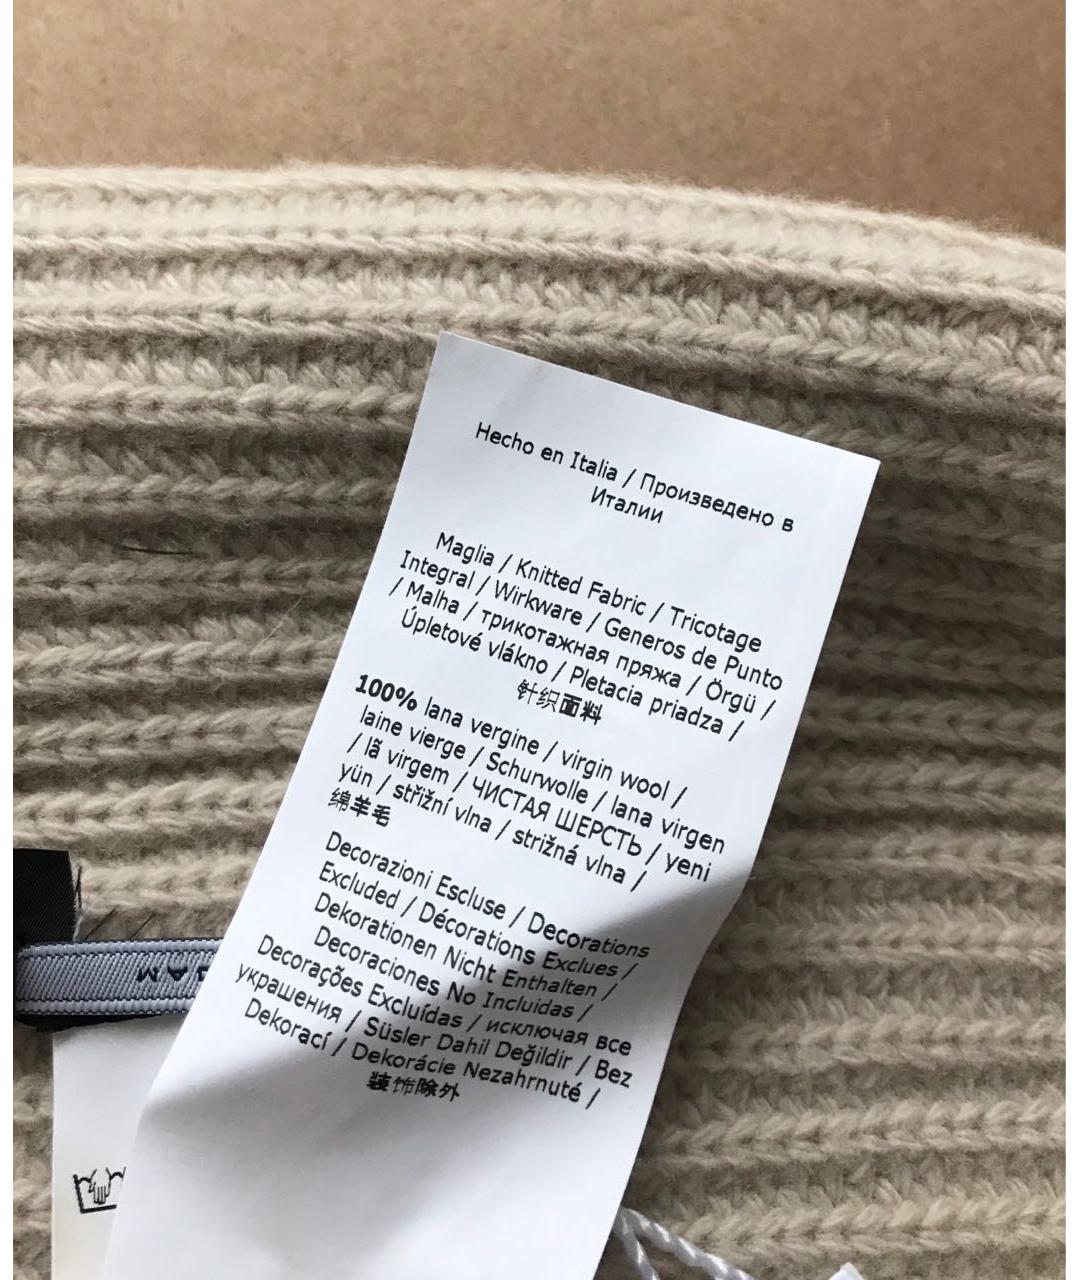 Hecho en Italia / Произведено в
Италии
Maglia / Knitted Fabric / Tricotage
Integral / Wirkware / Generos de Punto
/ Malha / трикотажная пряжа / Örgü /
Úpletové vlákno / Pletacia priadza /
针织面料
100% lana vergine / virgin wool /
laine vierge / Schurwolle / lana virgen
/ lã virgem / ЧИСТАЯ ШЕРСТЬ / yeni
yün / střižní vlna / strižná vlna /
绵羊毛
Decorazioni Escluse / Decorations
Excluded / Décorations Exclues /
Dekorationen Nicht Enthalten /
Decoraciones No Incluidas /
Decorações Excluídas / исключая все
украшения / Süsler Dahil Değildir / Bez
Dekorací / Dekorácie Nezahrnuté /
装饰除外